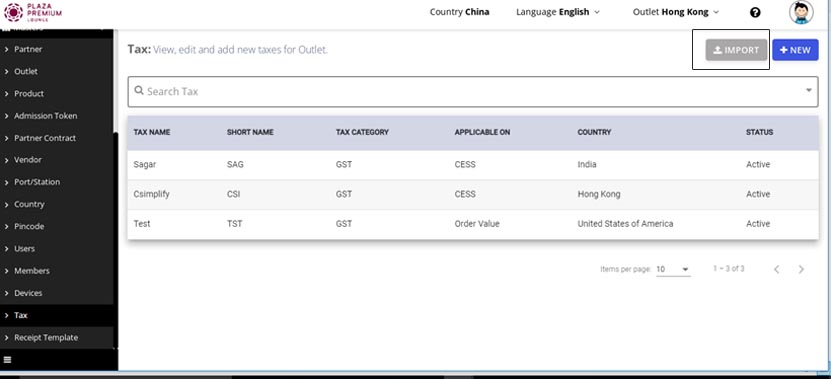 PLAZA
PREMIUM
LOUNGE
Country China
Language English
Outlet Hong Kong
Partner
Outlet
Product
Admission Token
Partner Contract
Vendor
Port/Station
Country
Pincode
Users
Members
Devices
Tax
Receipt Template
Tax: View, edit and add new taxes for Outlet.
IMPORT
+ NEW
Search Tax
TAX NAME SHORT NAME TAX CATEGORY APPLICABLE ON COUNTRY STATUS
Sagar SAG GST CESS India Active
Csimplify CSI GST CESS Hong Kong Active
Test TST GST Order Value United States of America Active
Items per page: 10 1 – 3 of 3